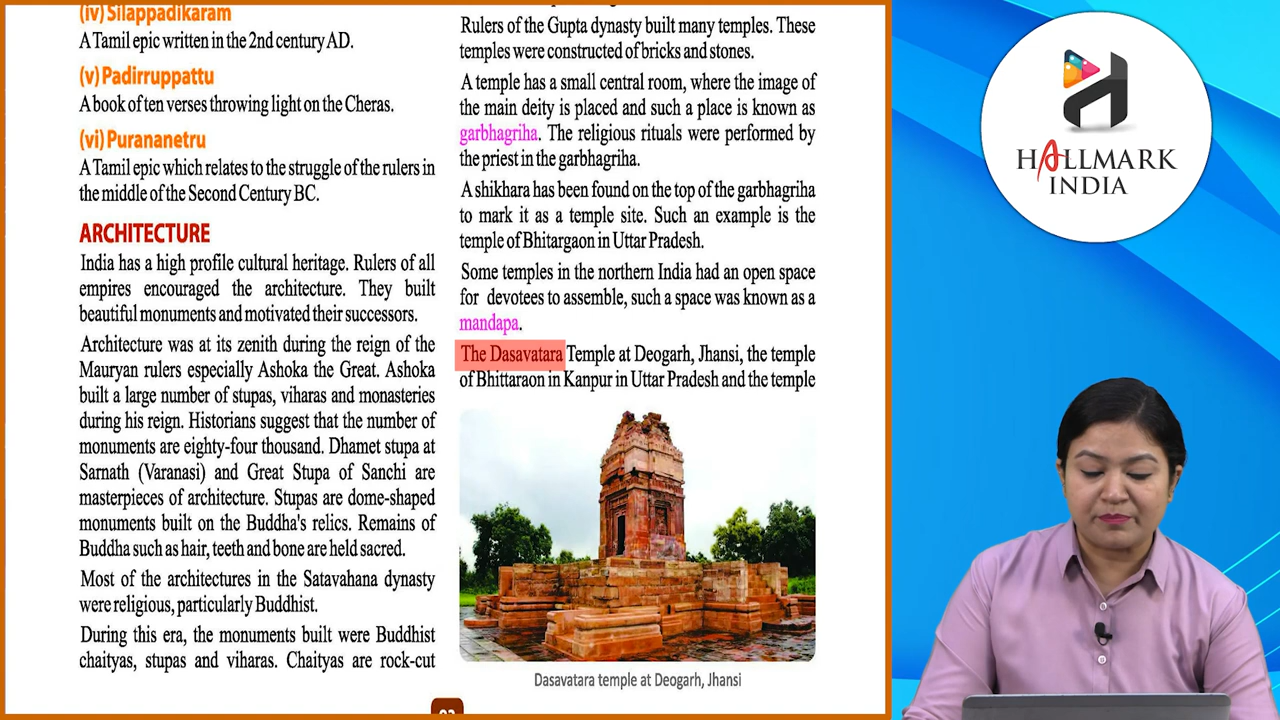 (iv) Silappadikaram
A Tamil epic written in the 2nd century AD.
(v) Padirruppattu
A book of ten verses throwing light on the Cheras.
(vi) Purananetru
A Tamil epic which relates to the struggle of the rulers in
the middle of the Second Century BC.
ARCHITECTURE
India has a high profile cultural heritage. Rulers of all
empires encouraged the architecture. They built
beautiful monuments and motivated their successors.
Architecture was at its zenith during the reign of the
Mauryan rulers especially Ashoka the Great. Ashoka
built a large number of stupas, viharas and monasteries
during his reign. Historians suggest that the number of
monuments are eighty-four thousand. Dhamet stupa at
Sarnath (Varanasi) and Great Stupa of Sanchi are
masterpieces of architecture. Stupas are dome-shaped
monuments built on the Buddha's relics. Remains of
Buddha such as hair, teeth and bone are held sacred.
Most of the architectures in the Satavahana dynasty
were religious, particularly Buddhist.
During this era, the monuments built were Buddhist
chaityas, stupas and viharas. Chaityas are rock-cut
Rulers of the Gupta dynasty built many temples. These
temples were constructed of bricks and stones.
A temple has a small central room, where the image of
the main deity is placed and such a place is known as
garbhagriha. The religious rituals were performed by
the priest in the garbhagriha.
A shikhara has been found on the top of the garbhagriha
to mark it as a temple site. Such an example is the
temple of Bhitargaon in Uttar Pradesh.
Some temples in the northern India had an open space
for devotees to assemble, such a space was known as a
mandapa.
The Dasavatara Temple at Deogarh, Jhansi, the temple
of Bhittaraon in Kanpur in Uttar Pradesh and the temple
Dasavatara temple at Deogarh, Jhansi
HALLMARK
INDIA